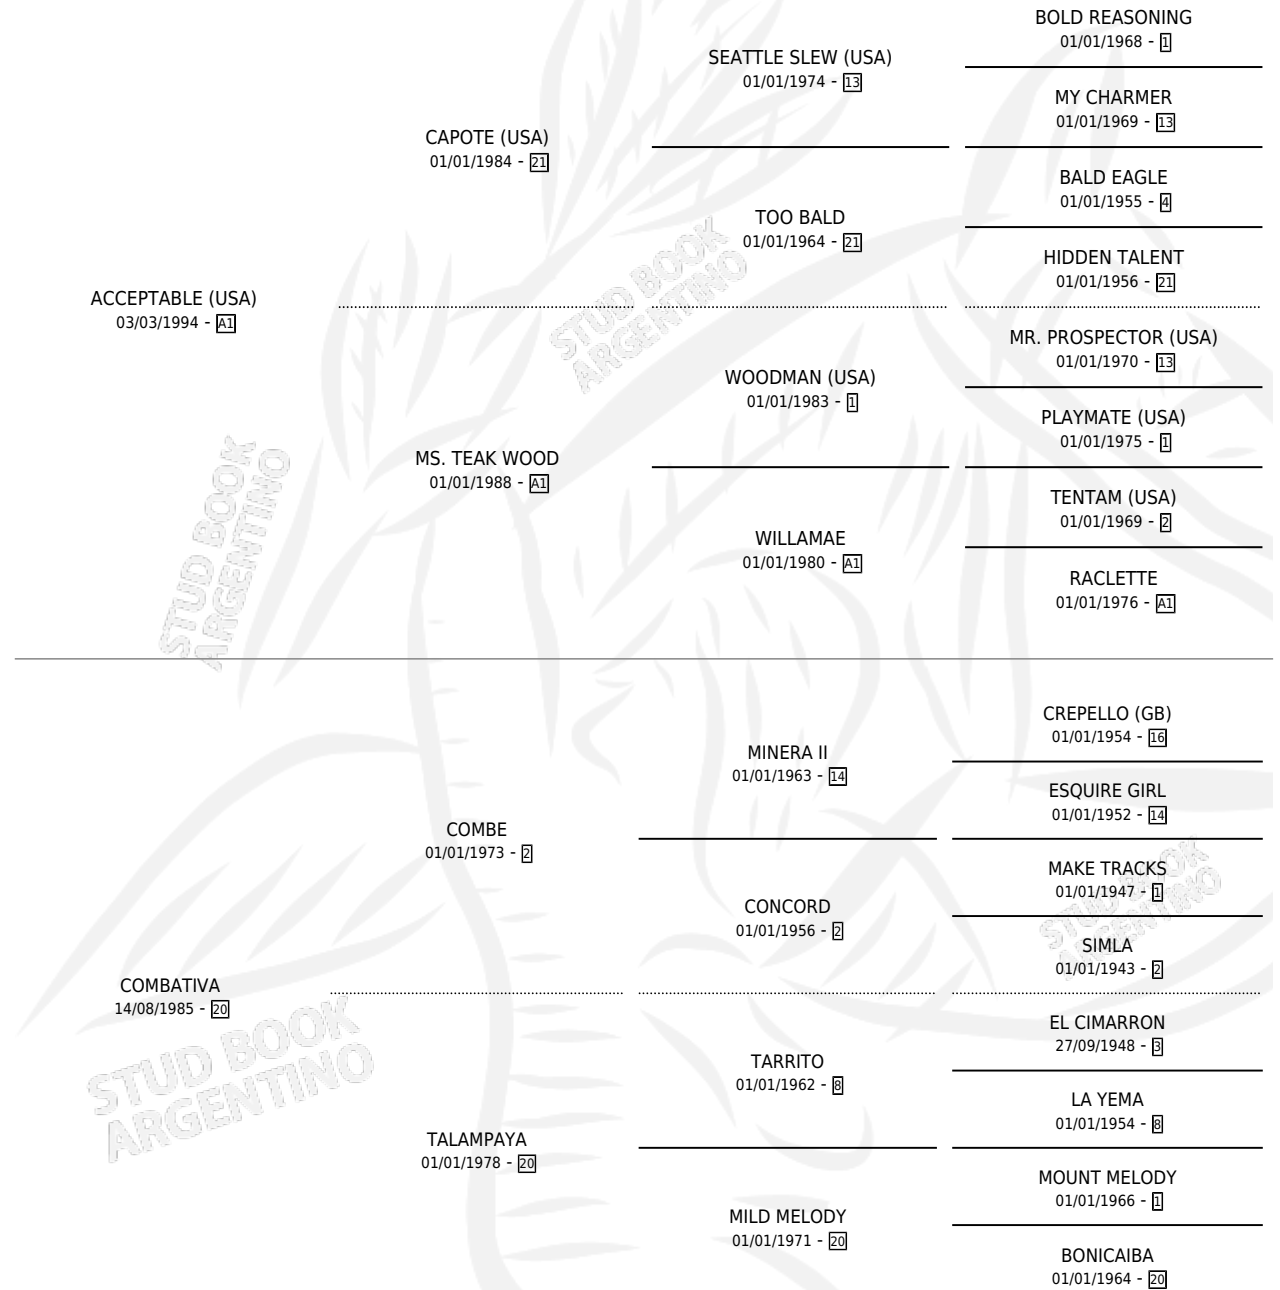 BOLD REASONING
01/01/1968 - 1
SEATTLE SLEW (USA)
01/01/1974 - 13
MY CHARMER
01/01/1969 - 13
CAPOTE (USA)
01/01/1984 - 21
BALD EAGLE
01/01/1955 - 4
TOO BALD
01/01/1964 - 21
HIDDEN TALENT
01/01/1956 - 21
ACCEPTABLE (USA)
03/03/1994 - A1
MR. PROSPECTOR (USA)
01/01/1970 - 13
WOODMAN (USA)
01/01/1983 - 1
PLAYMATE (USA)
01/01/1975 - 1
MS. TEAK WOOD
01/01/1988 - A1
TENTAM (USA)
01/01/1969 - 2
WILLAMAE
01/01/1980 - A1
RACLETTE
01/01/1976 - A1
CREPELLO (GB)
01/01/1954 - 16
MINERA II
01/01/1963 - 14
ESQUIRE GIRL
01/01/1952 - 14
COMBE
01/01/1973 - 2
MAKE TRACKS
01/01/1947 - 1
CONCORD
01/01/1956 - 2
SIMLA
01/01/1943 - 2
COMBATIVA
14/08/1985 - 20
EL CIMARRON
27/09/1948 - 3
TARRITO
01/01/1962 - 8
LA YEMA
01/01/1954 - 8
TALAMPAYA
01/01/1978 - 20
MOUNT MELODY
01/01/1966 - 1
MILD MELODY
01/01/1971 - 20
BONICAIBA
01/01/1964 - 20
STUD BOOK
ARGENTINO
STUD BOOK
ARGENTINO
STUD BOOK
ARGENTINO
STUD BOOK
ARGENTINO